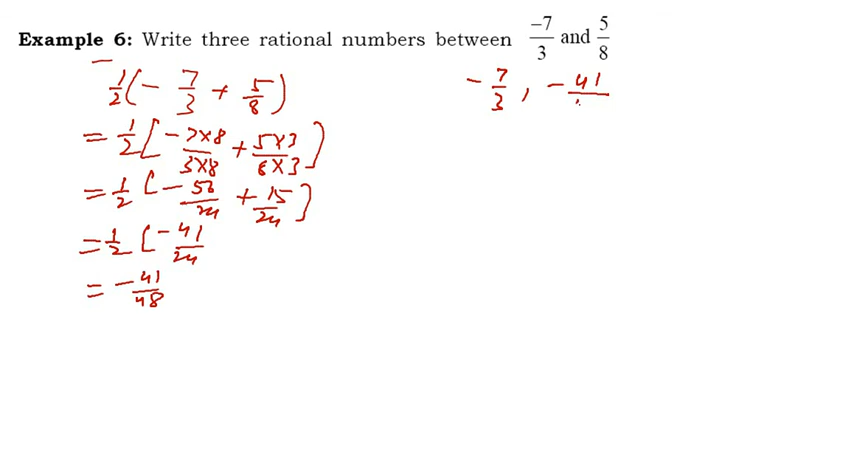 Example 6: Write three rational numbers between -7/3 and 5/8
1/2(- 7/3 + 5/8)
- 7/3, - 41/
= 1/2 [ -7×8/3×8 + 5×3/8×3 ]
= 1/2 [ - 56/24 + 15/24 ]
= 1/2 [ - 41/24
= - 41/48